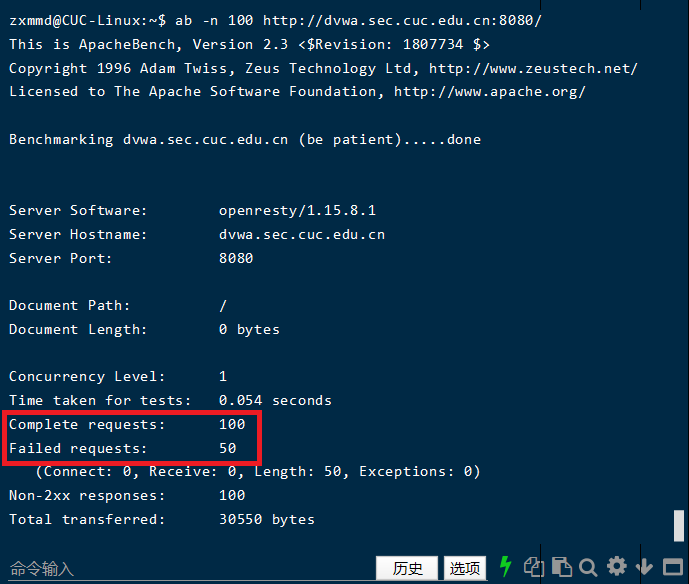 zxmmd@CUC-Linux:~$ ab -n 100 http://dvwa.sec.cuc.edu.cn:8080/
This is ApacheBench, Version 2.3 <$Revision: 1807734 $>
Copyright 1996 Adam Twiss, Zeus Technology Ltd, http://www.zeustech.net/
Licensed to The Apache Software Foundation, http://www.apache.org/
Benchmarking dvwa.sec.cuc.edu.cn (be patient).....done
Server Software:        openresty/1.15.8.1
Server Hostname:        dvwa.sec.cuc.edu.cn
Server Port:            8080
Document Path:          /
Document Length:        0 bytes
Concurrency Level:      1
Time taken for tests:   0.054 seconds
Complete requests:      100
Failed requests:        50
   (Connect: 0, Receive: 0, Length: 50, Exceptions: 0)
Non-2xx responses:      100
Total transferred:      30550 bytes
命令输入 历史 选项